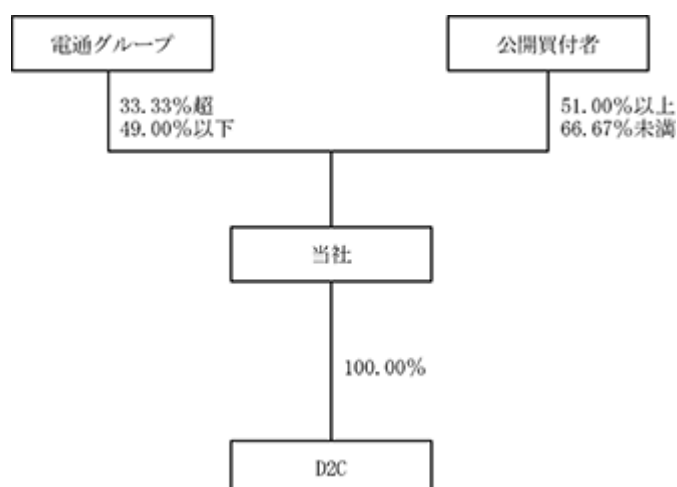 電通グループ
公開買付者
33.33%超
49.00%以下
51.00%以上
66.67%未満
当社
100.00%
D2C